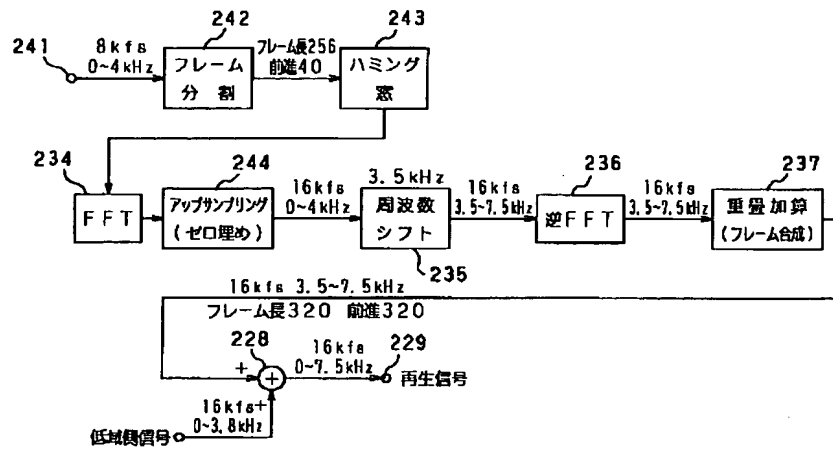 241
8kfs
0~4kHz
242
フレーム
分割
フレーム長256
前進40
243
ハミング
窓
234
FFT
244
アップサンプリング
(ゼロ埋め)
16kfs
0~4kHz
3.5kHz
周波数
シフト
235
16kfs
3.5~7.5kHz
236
逆FFT
16kfs
3.5~7.5kHz
237
重畳加算
(フレーム合成)
16kfs 3.5~7.5kHz
フレーム長320 前進320
228
+
+
16kfs
0~7.5kHz
229
再生信号
16kfs+
0~3.8kHz
低域側信号